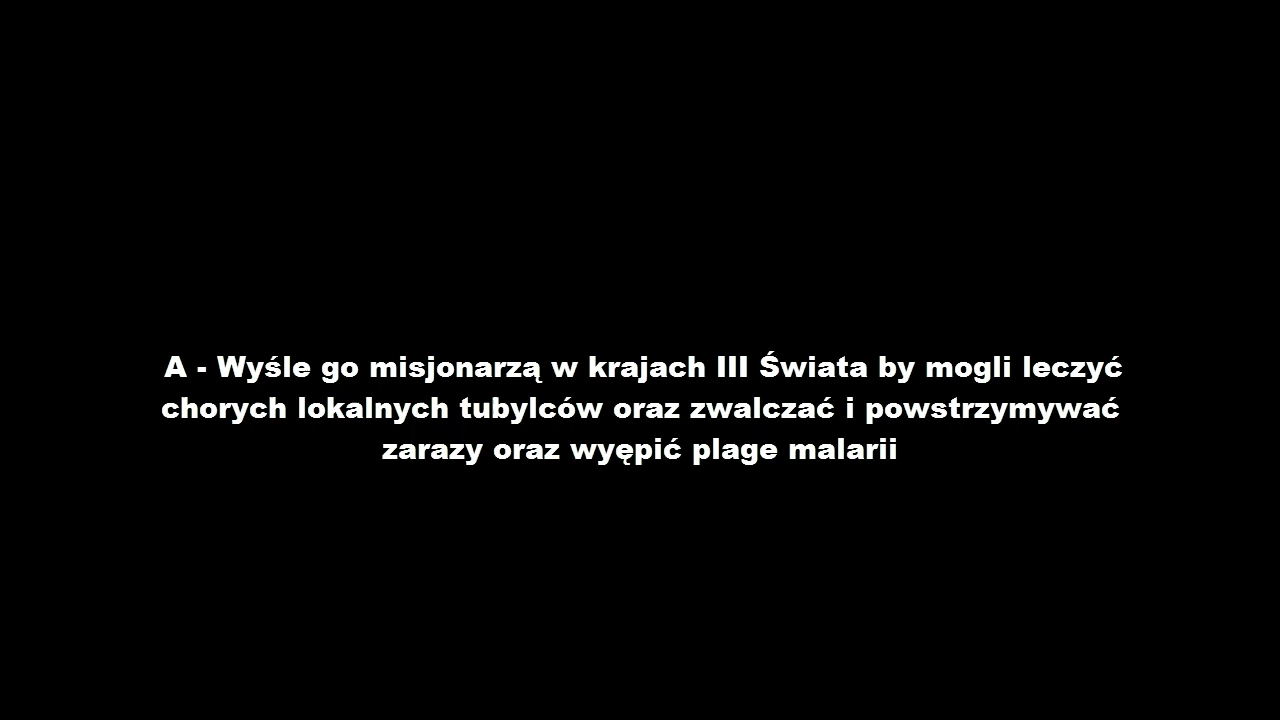 A - Wyśle go misjonarzą w krajach III Świata by mogli leczyć
chorych lokalnych tubylców oraz zwalczać i powstrzymywać
zarazy oraz wyępić plage malarii